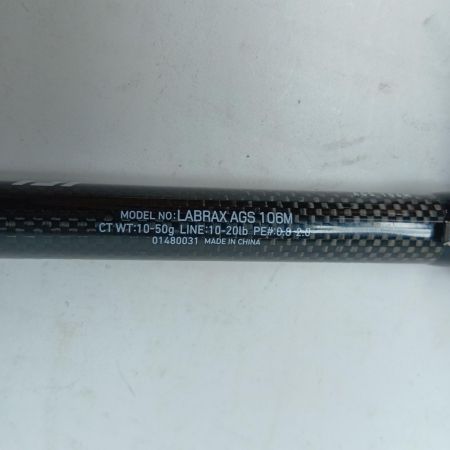 MODEL NO: LABRAX AGS 106M
CT WT:10-50g LINE:10-20lb PE#:0.8-2.0
01480031 MADE IN CHINA